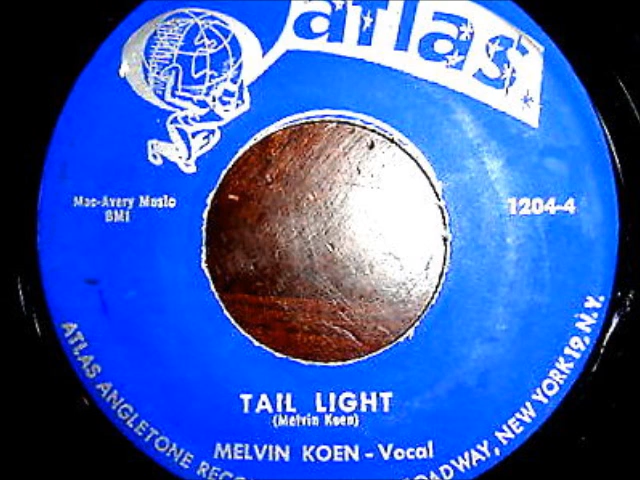 atlas
Mac-Avery Music
BMI
1204-4
TAIL LIGHT
(Melvin Koen)
MELVIN KOEN - Vocal
ATLAS ANGLETONE NEW YORK 19, N.Y.